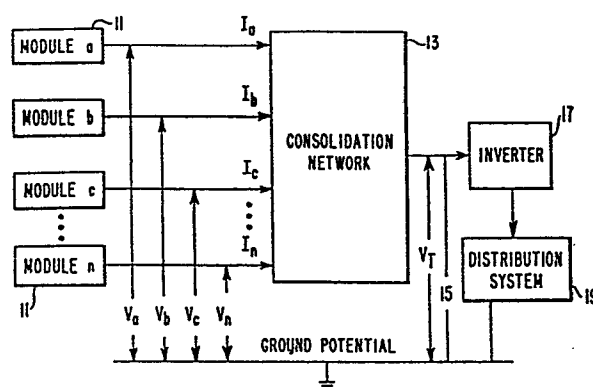 11
MODULE a
I_a
13
MODULE b
I_b
CONSOLIDATION
NETWORK
17
INVERTER
MODULE c
I_c
I_n
MODULE n
11
V_a
V_b
V_c
V_n
V_T
15
DISTRIBUTION
SYSTEM
19
GROUND POTENTIAL